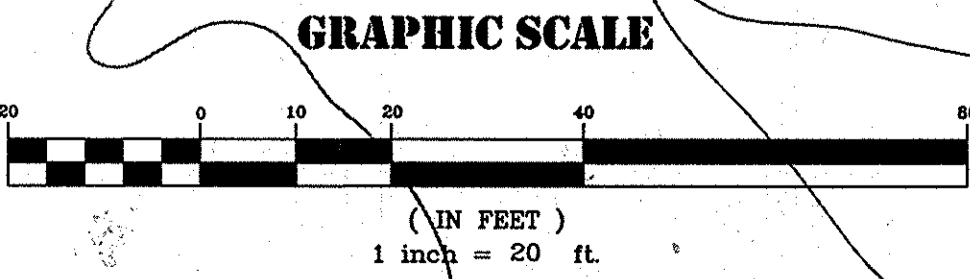 GRAPHIC SCALE
20 0 10 20 40 80
( IN FEET )
1 inch = 20 ft.